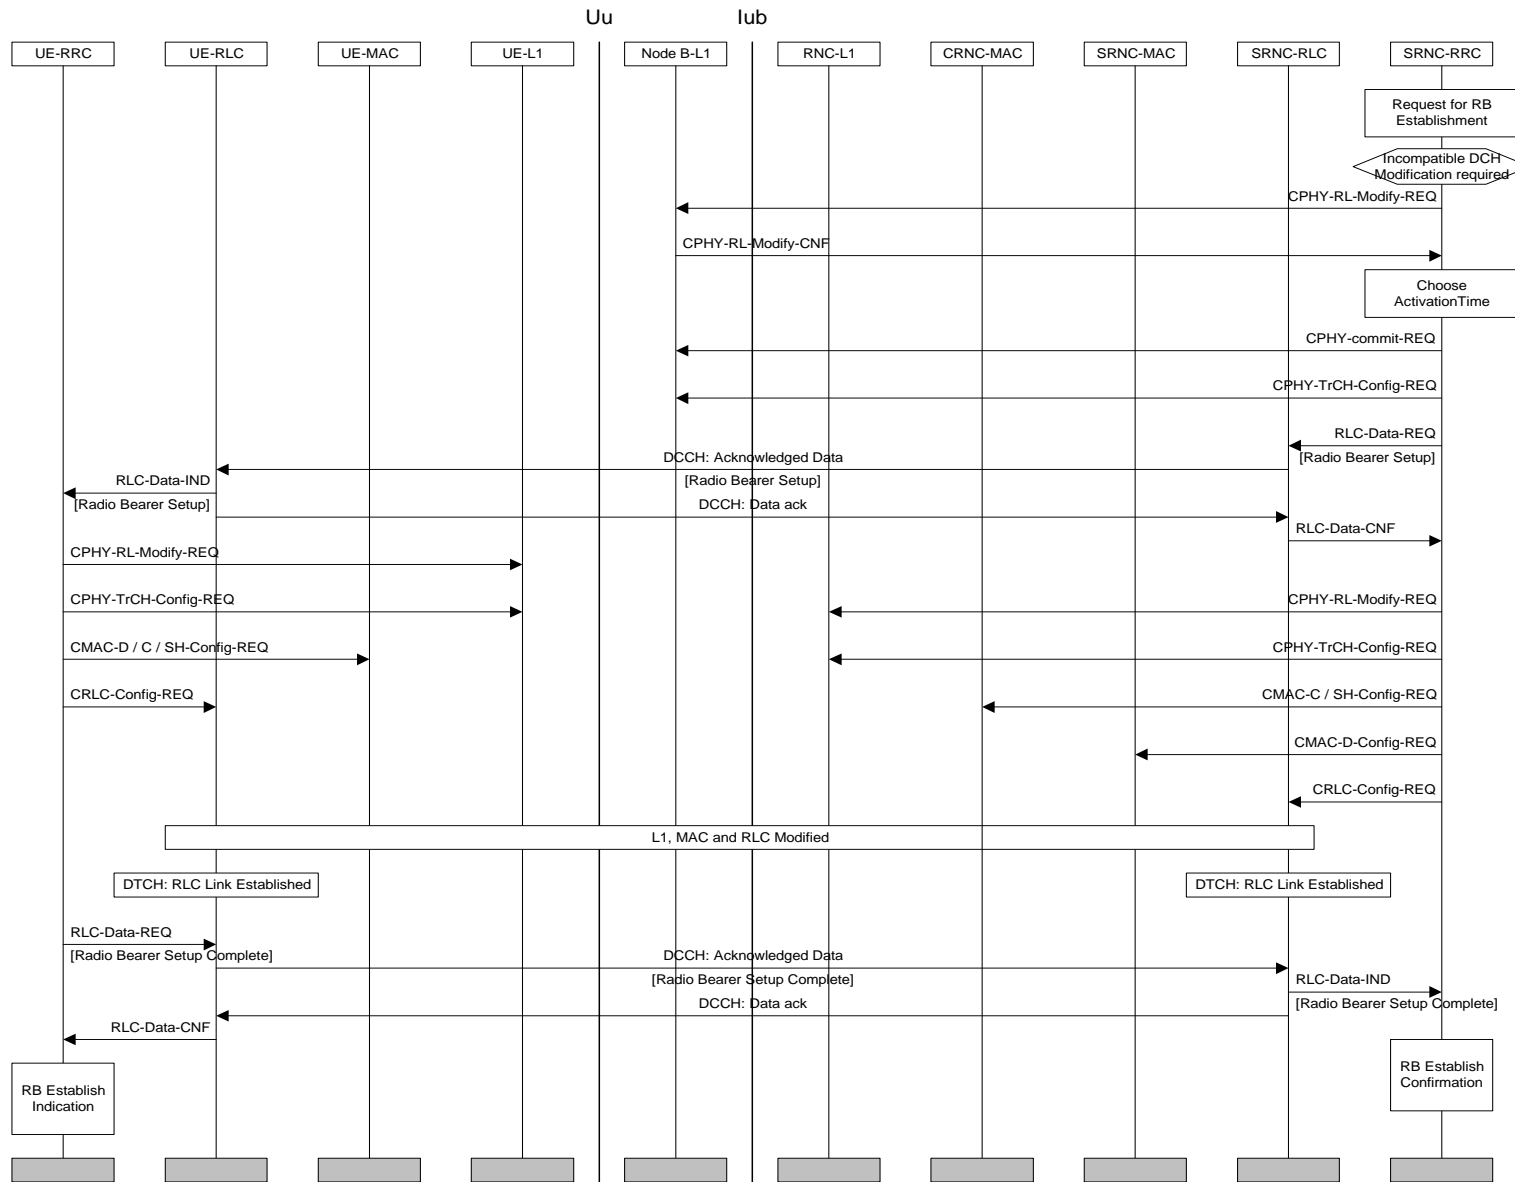 Uu
Iub
UE-RRC
UE-RLC
UE-MAC
UE-L1
Node B-L1
RNC-L1
CRNC-MAC
SRNC-MAC
SRNC-RLC
SRNC-RRC
Request for RB
Establishment
Incompatible DCH
Modification required
CPHY-RL-Modify-REQ
CPHY-RL-Modify-CNF
Choose
ActivationTime
CPHY-commit-REQ
CPHY-TrCH-Config-REQ
RLC-Data-REQ
[Radio Bearer Setup]
DCCH: Acknowledged Data
[Radio Bearer Setup]
RLC-Data-IND
[Radio Bearer Setup]
DCCH: Data ack
RLC-Data-CNF
CPHY-RL-Modify-REQ
CPHY-TrCH-Config-REQ
CPHY-RL-Modify-REQ
CMAC-D / C / SH-Config-REQ
CPHY-TrCH-Config-REQ
CRLC-Config-REQ
CMAC-C / SH-Config-REQ
CMAC-D-Config-REQ
CRLC-Config-REQ
L1, MAC and RLC Modified
DTCH: RLC Link Established
DTCH: RLC Link Established
RLC-Data-REQ
[Radio Bearer Setup Complete]
DCCH: Acknowledged Data
[Radio Bearer Setup Complete]
RLC-Data-IND
[Radio Bearer Setup Complete]
DCCH: Data ack
RLC-Data-CNF
RB Establish
Indication
RB Establish
Confirmation